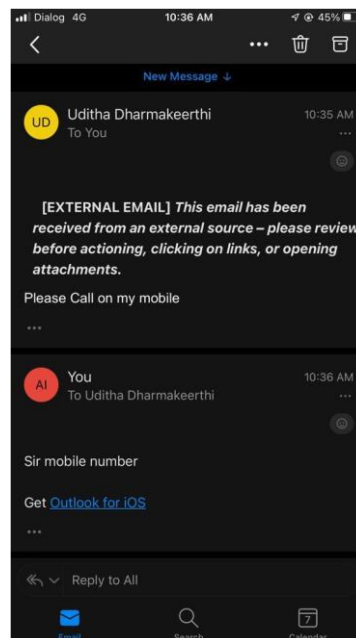 Dialog 4G 10:36 AM 45%
New Message ↓
UD Uditha Dharmakeerthi 10:35 AM
To You
[EXTERNAL EMAIL] This email has been
received from an external source – please review
before actioning, clicking on links, or opening
attachments.
Please Call on my mobile
AI You 10:36 AM
To Uditha Dharmakeerthi
Sir mobile number
Get Outlook for iOS
Reply to All
7
Email Search Calendar